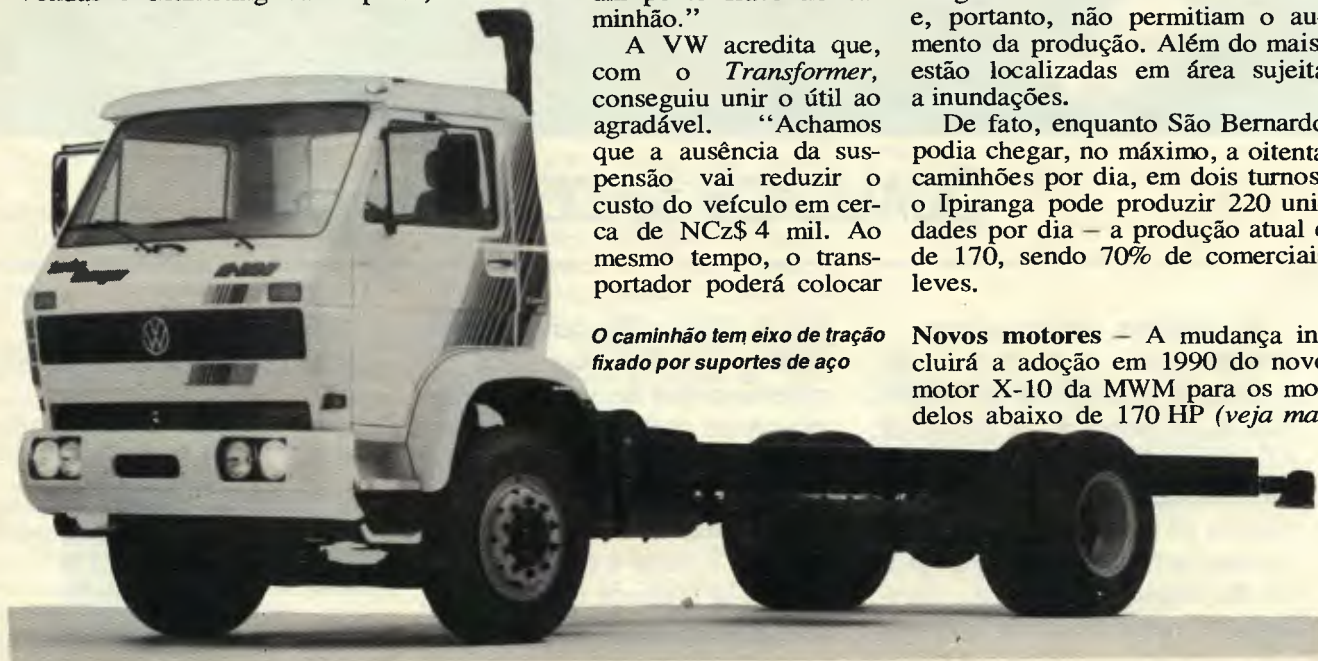 minhão.”
A VW acredita que,
com o Transformer,
conseguiu unir o útil ao
agradável. “Achamos
que a ausência da sus-
pensão vai reduzir o
custo do veículo em cer-
ca de NCz$ 4 mil. Ao
mesmo tempo, o trans-
portador poderá colocar
O caminhão tem eixo de tração
fixado por suportes de aço
e, portanto, não permitiam o au-
mento da produção. Além do mais
estão localizadas em área sujeita
a inundações.
De fato, enquanto São Bernardo
podia chegar, no máximo, a oitenta
caminhões por dia, em dois turnos
o Ipiranga pode produzir 220 uni-
dades por dia – a produção atual é
de 170, sendo 70% de comerciai
leves.
Novos motores – A mudança in-
cluirá a adoção em 1990 do novo
motor X-10 da MWM para os mo-
delos abaixo de 170 HP (veja ma